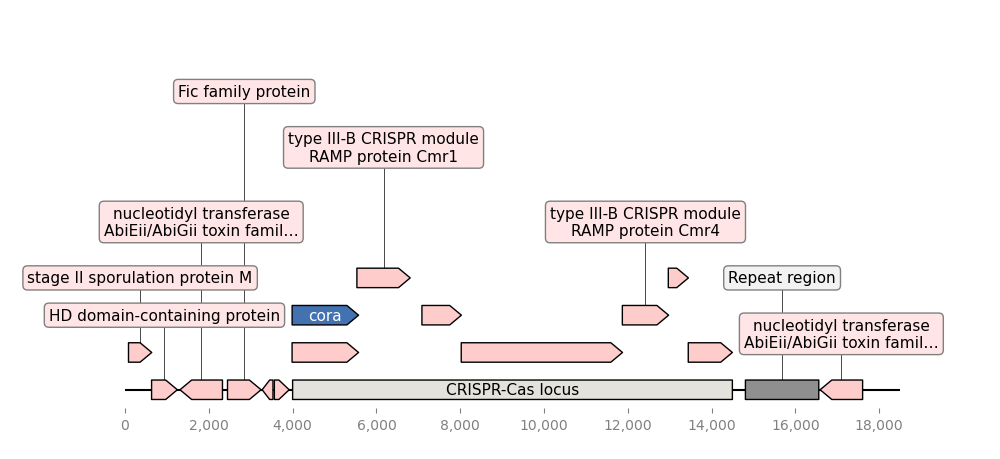 Fic family protein
type III-B CRISPR module
RAMP protein Cmr1
nucleotidyl transferase
AbiEii/AbiGii toxin famil…
type III-B CRISPR module
RAMP protein Cmr4
stage II sporulation protein M
Repeat region
HD domain-containing protein
cora
nucleotidyl transferase
AbiEii/AbiGii toxin famil…
CRISPR-Cas locus
0
2,000
4,000
6,000
8,000
10,000
12,000
14,000
16,000
18,000